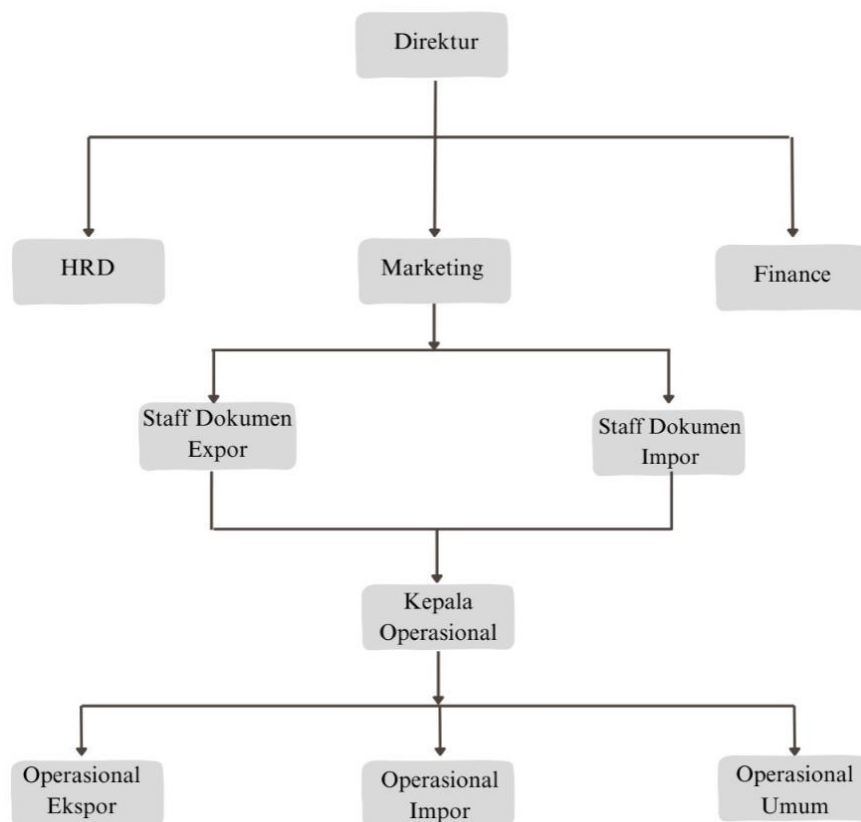 Direktur
HRD
Marketing
Finance
Staff Dokumen
Expor
Staff Dokumen
Impor
Kepala
Operasional
Operasional
Ekspor
Operasional
Impor
Operasional
Umum